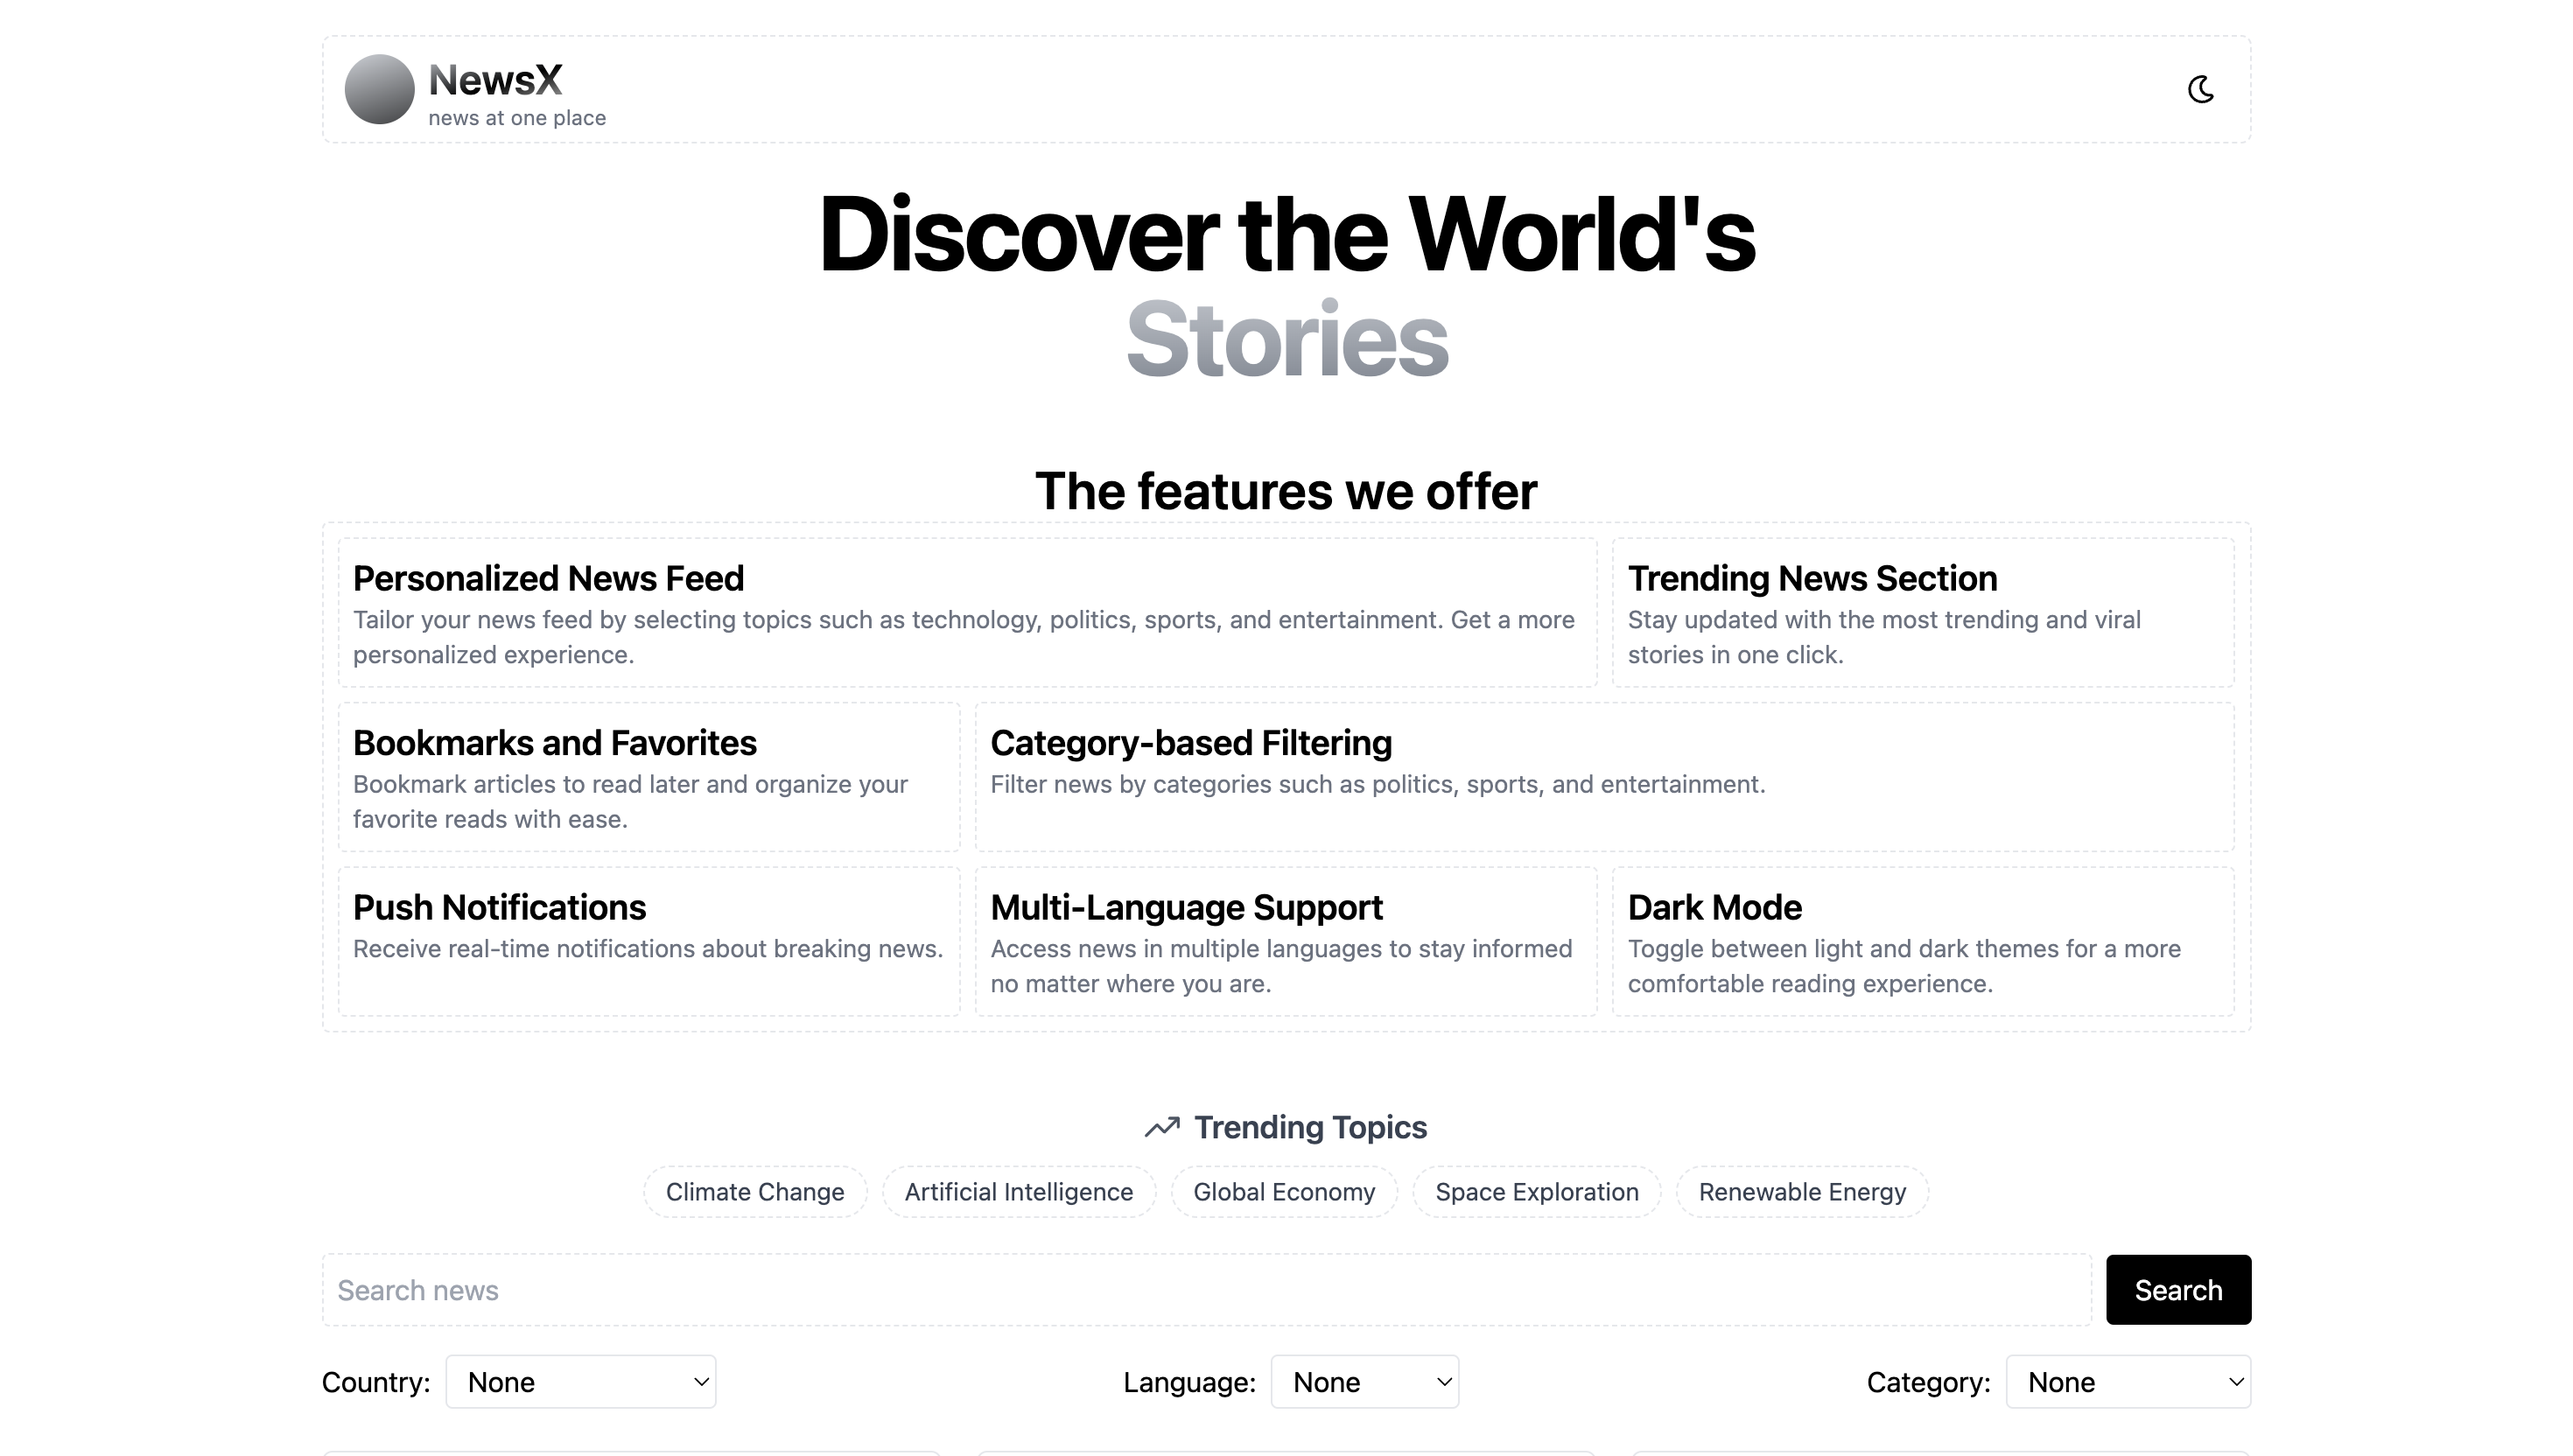 NewsX
news at one place
Discover the World's
Stories
The features we offer
Personalized News Feed
Tailor your news feed by selecting topics such as technology, politics, sports, and entertainment. Get a more
personalized experience.
Trending News Section
Stay updated with the most trending and viral
stories in one click.
Bookmarks and Favorites
Bookmark articles to read later and organize your
favorite reads with ease.
Category-based Filtering
Filter news by categories such as politics, sports, and entertainment.
Push Notifications
Receive real-time notifications about breaking news.
Multi-Language Support
Access news in multiple languages to stay informed
no matter where you are.
Dark Mode
Toggle between light and dark themes for a more
comfortable reading experience.
Trending Topics
Climate Change
Artificial Intelligence
Global Economy
Space Exploration
Renewable Energy
Search news
Search
Country: None
Language: None
Category: None